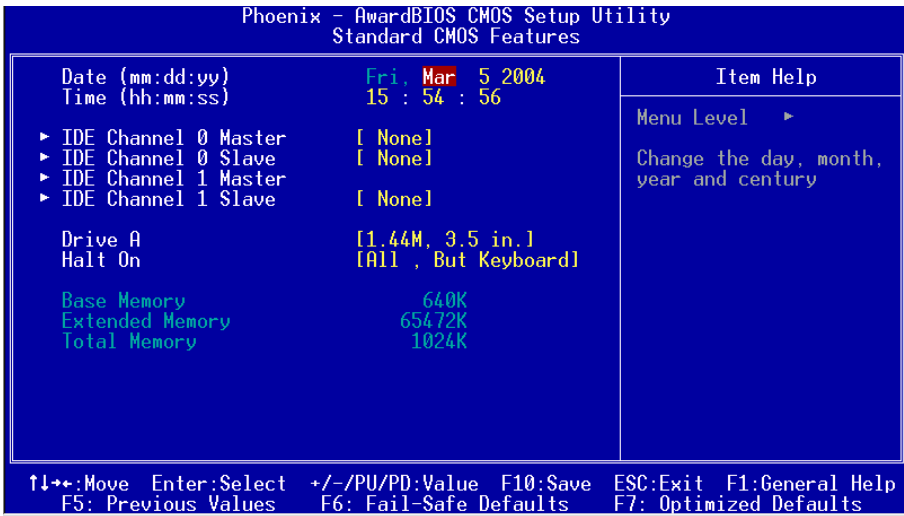 Phoenix - AwardBIOS CMOS Setup Utility
Standard CMOS Features
Date (mm:dd:yy) Fri, Mar 5 2004
Time (hh:mm:ss) 15 : 54 : 56
► IDE Channel 0 Master [ None]
► IDE Channel 0 Slave [ None]
► IDE Channel 1 Master
► IDE Channel 1 Slave [ None]
Drive A [1.44M, 3.5 in.]
Halt On [All , But Keyboard]
Base Memory 640K
Extended Memory 65472K
Total Memory 1024K
Item Help
Menu Level ►
Change the day, month,
year and century
↑↓→←:Move Enter:Select +/-/PU/PD:Value F10:Save ESC:Exit F1:General Help
F5: Previous Values F6: Fail-Safe Defaults F7: Optimized Defaults